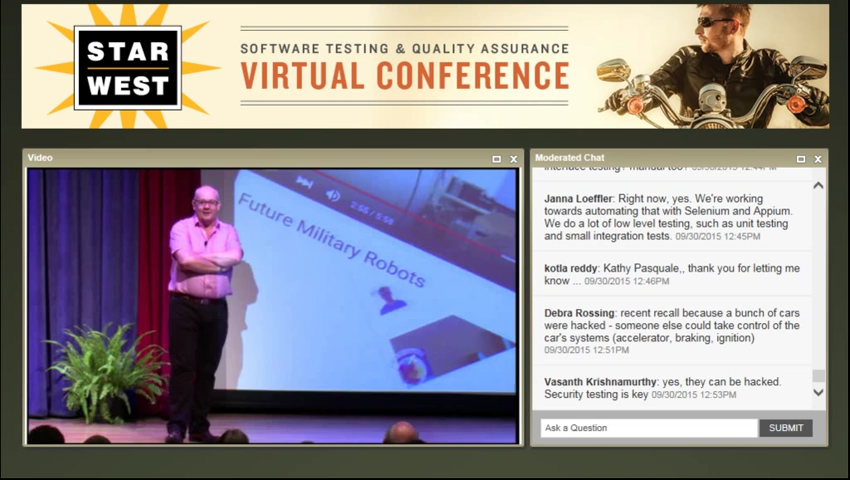 STAR
WEST
SOFTWARE TESTING & QUALITY ASSURANCE
VIRTUAL CONFERENCE
Video
2:55 / 5:59
Future Military Robots
Moderated Chat
Janna Loeffler: Right now, yes. We're working
towards automating that with Selenium and Appium.
We do a lot of low level testing, such as unit testing
and small integration tests. 09/30/2015 12:45PM
kotla reddy: Kathy Pasquale,, thank you for letting me
know ... 09/30/2015 12:46PM
Debra Rossing: recent recall because a bunch of cars
were hacked - someone else could take control of the
car's systems (accelerator, braking, ignition)
09/30/2015 12:51PM
Vasanth Krishnamurthy: yes, they can be hacked.
Security testing is key 09/30/2015 12:53PM
Ask a Question
SUBMIT